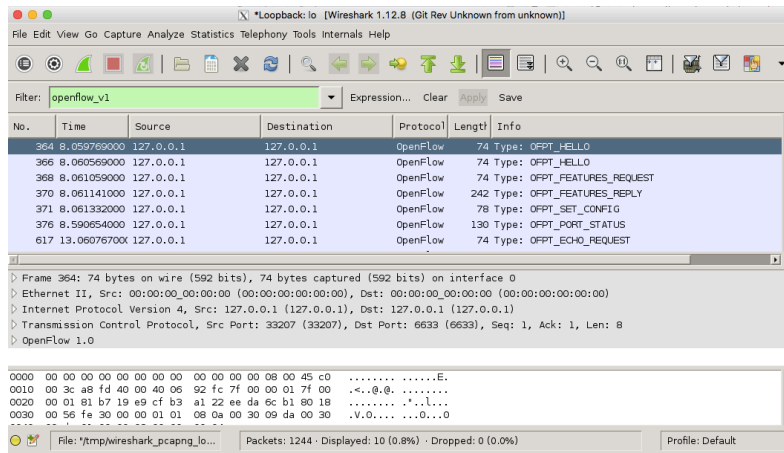 *Loopback: lo [Wireshark 1.12.8 (Git Rev Unknown from unknown)]
File Edit View Go Capture Analyze Statistics Telephony Tools Internals Help
Filter: openflow_v1 Expression... Clear Apply Save
No. Time Source Destination Protocol Length Info
364 8.059769000 127.0.0.1 127.0.0.1 OpenFlow 74 Type: OFPT_HELLO
366 8.060569000 127.0.0.1 127.0.0.1 OpenFlow 74 Type: OFPT_HELLO
368 8.061059000 127.0.0.1 127.0.0.1 OpenFlow 74 Type: OFPT_FEATURES_REQUEST
370 8.061141000 127.0.0.1 127.0.0.1 OpenFlow 242 Type: OFPT_FEATURES_REPLY
371 8.061332000 127.0.0.1 127.0.0.1 OpenFlow 78 Type: OFPT_SET_CONFIG
376 8.590654000 127.0.0.1 127.0.0.1 OpenFlow 130 Type: OFPT_PORT_STATUS
617 13.06076700( 127.0.0.1 127.0.0.1 OpenFlow 74 Type: OFPT_ECHO_REQUEST
Frame 364: 74 bytes on wire (592 bits), 74 bytes captured (592 bits) on interface 0
Ethernet II, Src: 00:00:00_00:00:00 (00:00:00:00:00:00), Dst: 00:00:00_00:00:00 (00:00:00:00:00:00)
Internet Protocol Version 4, Src: 127.0.0.1 (127.0.0.1), Dst: 127.0.0.1 (127.0.0.1)
Transmission Control Protocol, Src Port: 33207 (33207), Dst Port: 6633 (6633), Seq: 1, Ack: 1, Len: 8
OpenFlow 1.0
0000 00 00 00 00 00 00 00 00 00 00 00 00 08 00 45 c0 ........ ......E.
0010 00 3c a8 fd 40 00 40 06 92 fc 7f 00 00 01 7f 00 .<..@.@. ........
0020 00 01 81 b7 19 e9 cf b3 a1 22 ee da 6c b1 80 18 ........ ."..l...
0030 00 56 fe 30 00 00 01 01 08 0a 00 30 09 da 00 30 .V.0.... ...0...0
File: "/tmp/wireshark_pcapng_lo... Packets: 1244 · Displayed: 10 (0.8%) · Dropped: 0 (0.0%) Profile: Default